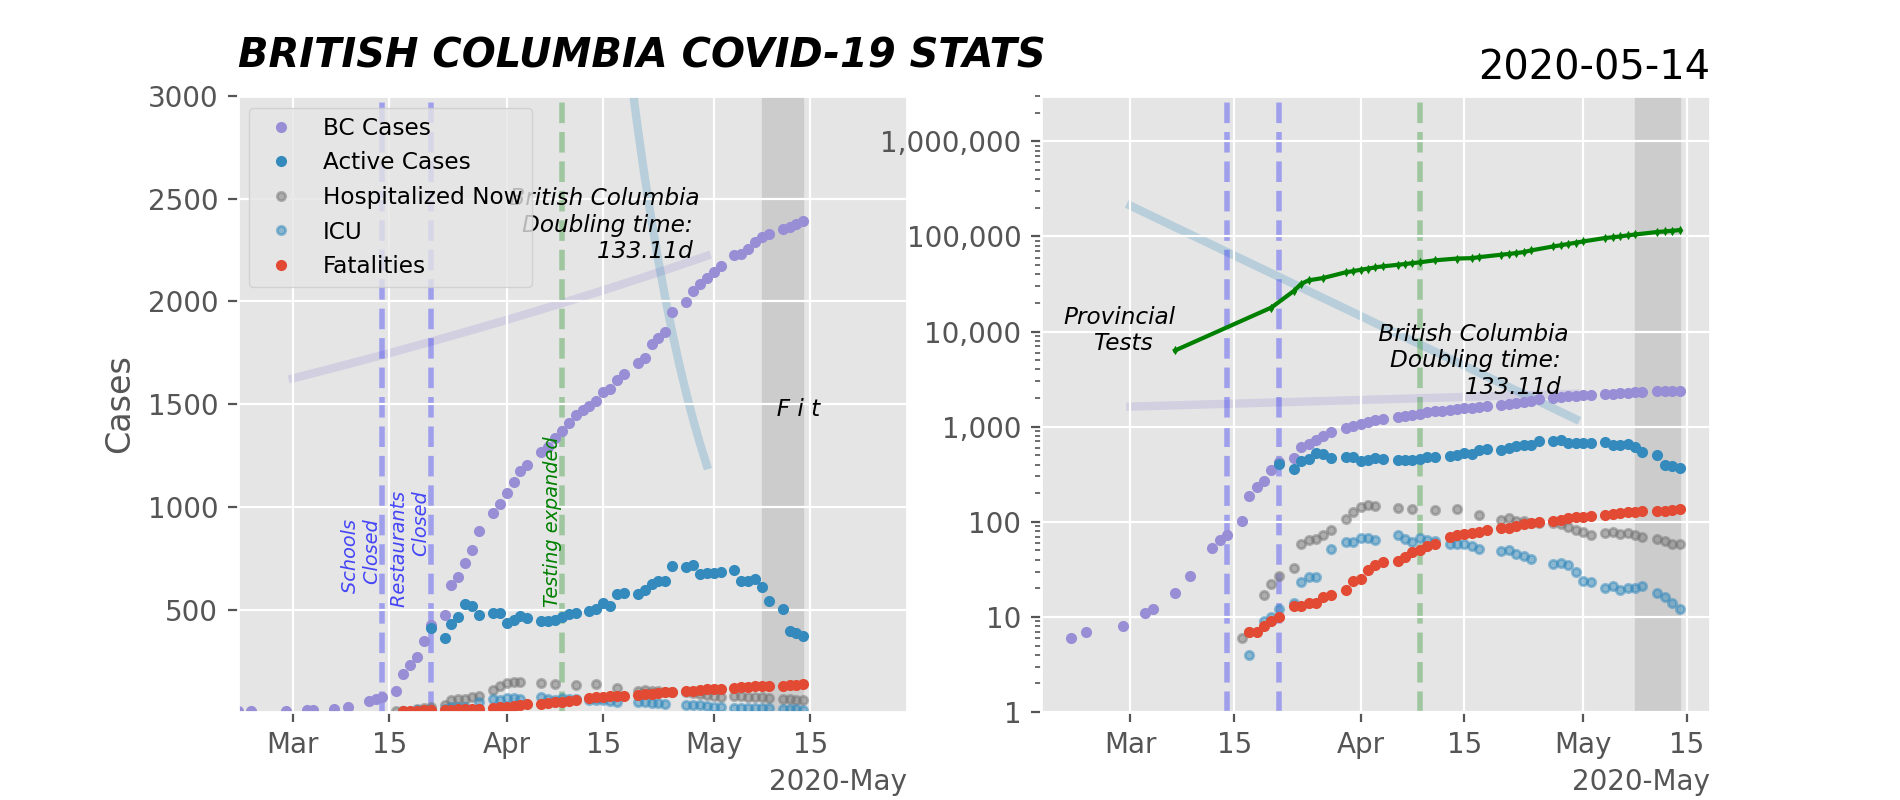 BRITISH COLUMBIA COVID-19 STATS
2020-05-14
3000
2500
2000
1500
1000
500
Cases
BC Cases
Active Cases
Hospitalized Now
ICU
Fatalities
British Columbia
Doubling time:
133.11d
F i t
Schools
Closed
Restaurants
Closed
Testing expanded
Mar
15
Apr
15
May
15
2020-May
1,000,000
100,000
10,000
1,000
100
10
1
Provincial
Tests
British Columbia
Doubling time:
133.11d
Mar
15
Apr
15
May
15
2020-May